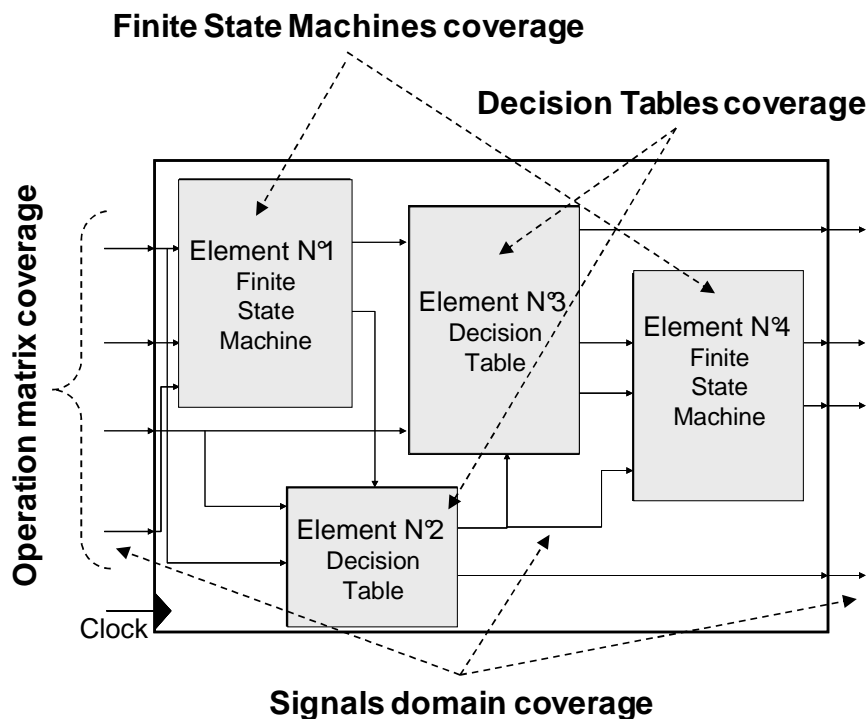 Finite State Machines coverage
Decision Tables coverage
Operation matrix coverage
Element N°1
Finite
State
Machine
Element N°3
Decision
Table
Element N°4
Finite
State
Machine
Element N°2
Decision
Table
Clock
Signals domain coverage